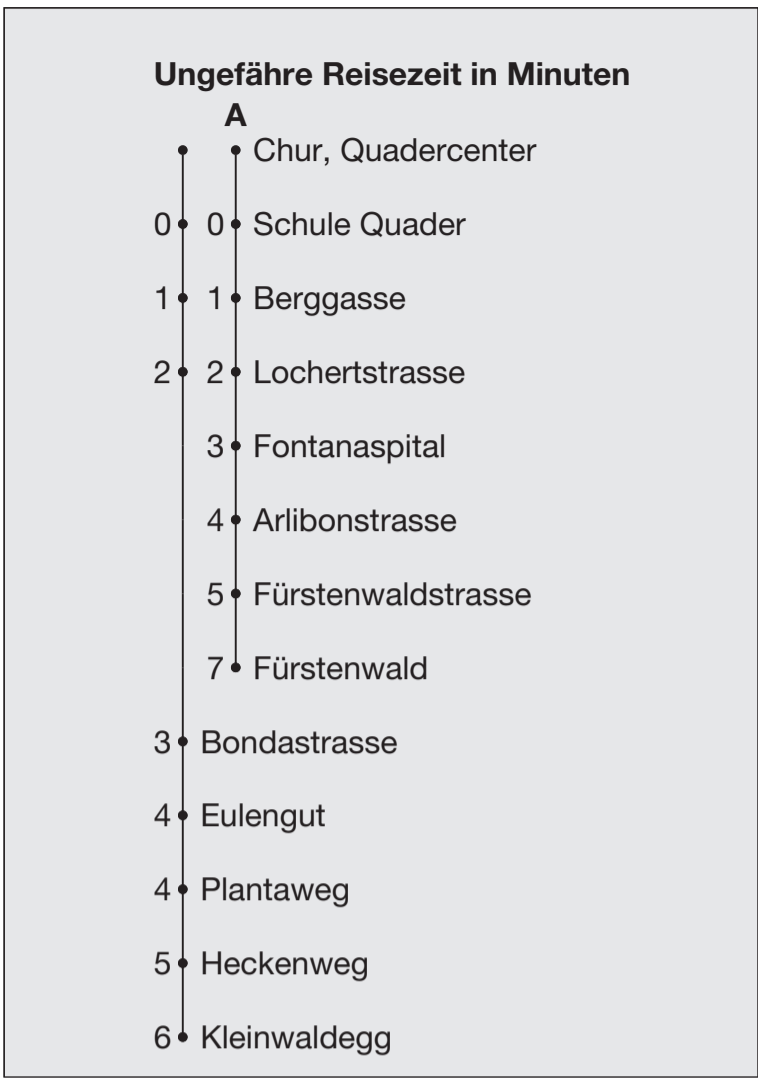 Ungefähre Reisezeit in Minuten
A
Chur, Quadercenter
0 0 Schule Quader
1 1 Berggasse
2 2 Lochertstrasse
3 Fontanaspital
4 Arlibonstrasse
5 Fürstenwaldstrasse
7 Fürstenwald
3 Bondastrasse
4 Eulengut
4 Plantaweg
5 Heckenweg
6 Kleinwaldegg